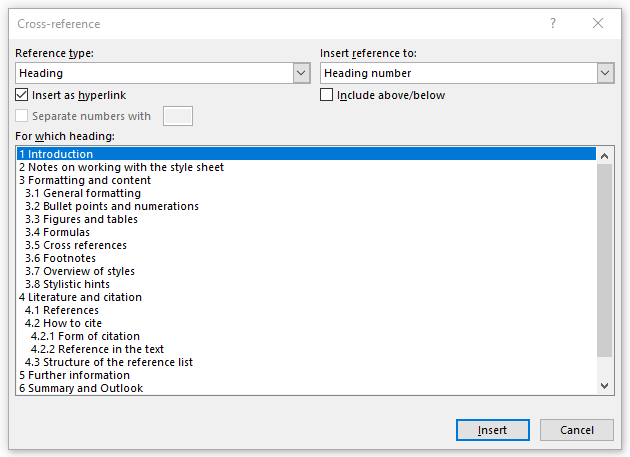 Cross-reference ?
Reference type: Insert reference to:
Heading Heading number
Insert as hyperlink Include above/below
Separate numbers with
For which heading:
1 Introduction
2 Notes on working with the style sheet
3 Formatting and content
3.1 General formatting
3.2 Bullet points and numerations
3.3 Figures and tables
3.4 Formulas
3.5 Cross references
3.6 Footnotes
3.7 Overview of styles
3.8 Stylistic hints
4 Literature and citation
4.1 References
4.2 How to cite
4.2.1 Form of citation
4.2.2 Reference in the text
4.3 Structure of the reference list
5 Further information
6 Summary and Outlook
Insert Cancel